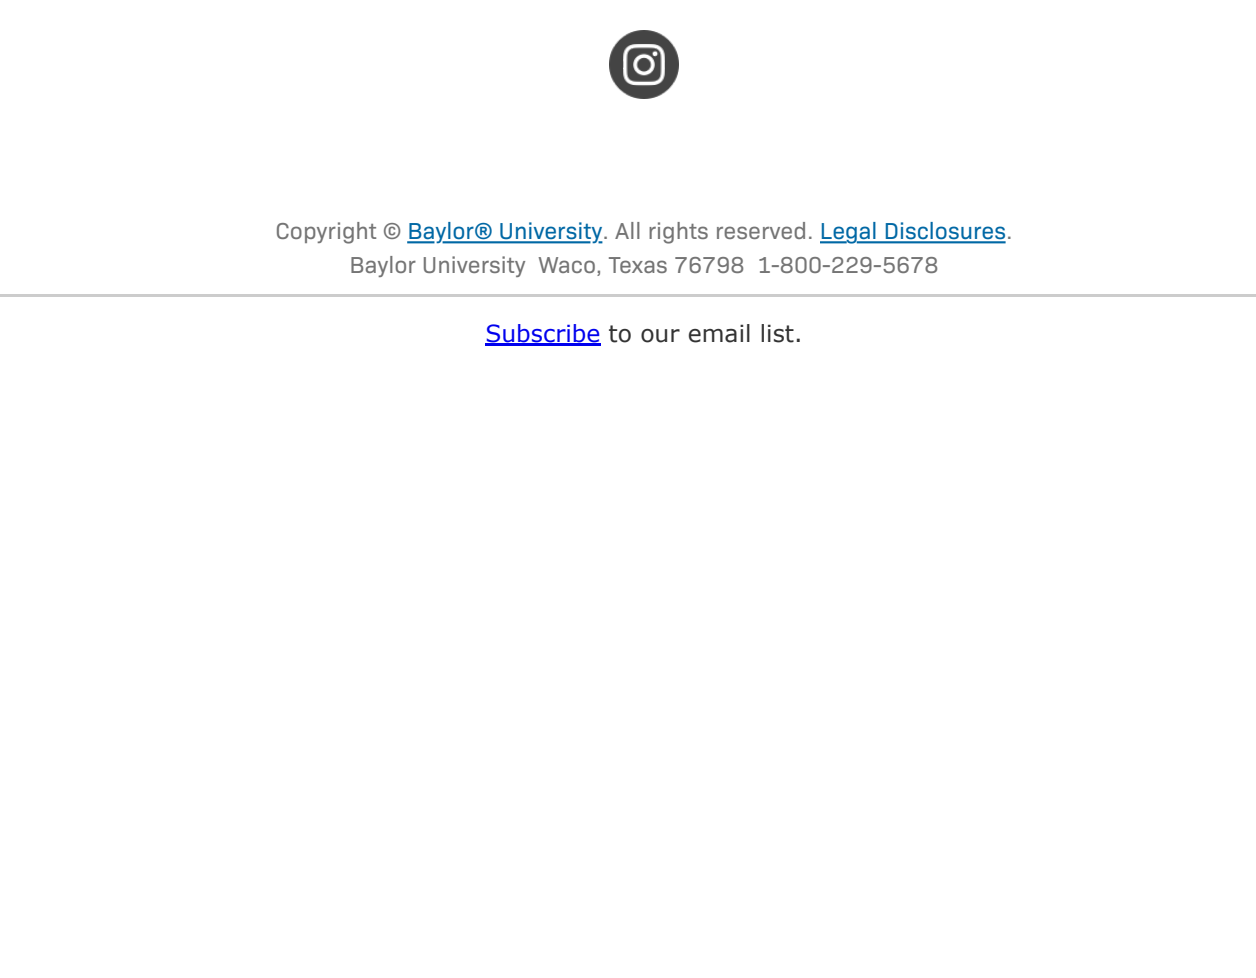 Copyright © Baylor® University. All rights reserved. Legal Disclosures.
Baylor University  Waco, Texas 76798  1-800-229-5678
Subscribe to our email list.